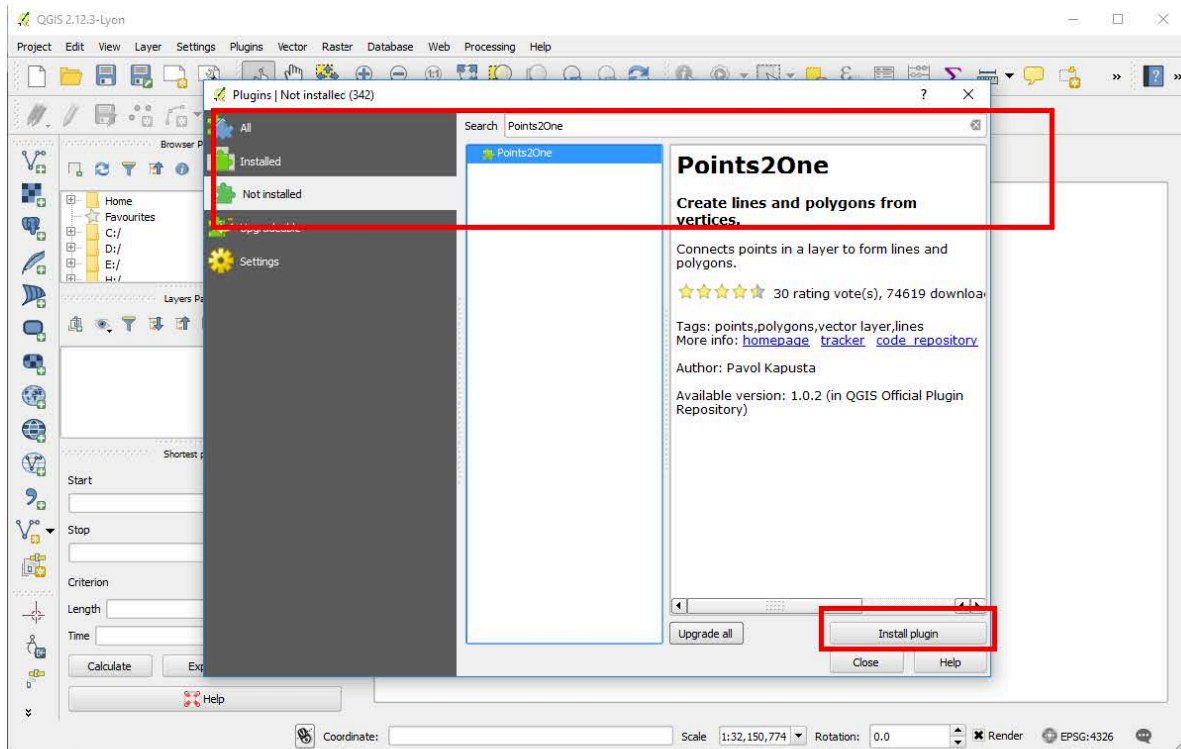 QGIS 2.12.3-Lyon
Project Edit View Layer Settings Plugins Vector Raster Database Web Processing Help
Plugins | Not installed (342)
All
Installed
Not installed
Upgradeable
Settings
Search Points2One
Points2One
Points2One
Create lines and polygons from
vertices.
Connects points in a layer to form lines and
polygons.
30 rating vote(s), 74619 downloa
Tags: points,polygons,vector layer,lines
More info: homepage tracker code repository
Author: Pavol Kapusta
Available version: 1.0.2 (in QGIS Official Plugin
Repository)
Upgrade all
Install plugin
Close
Help
Browser P
Home
Favourites
C:/
D:/
E:/
H:/
Layers Pa
Shortest p
Start
Stop
Criterion
Length
Time
Calculate
Exp
Help
Coordinate:
Scale 1:32,150,774
Rotation: 0.0
Render
EPSG:4326